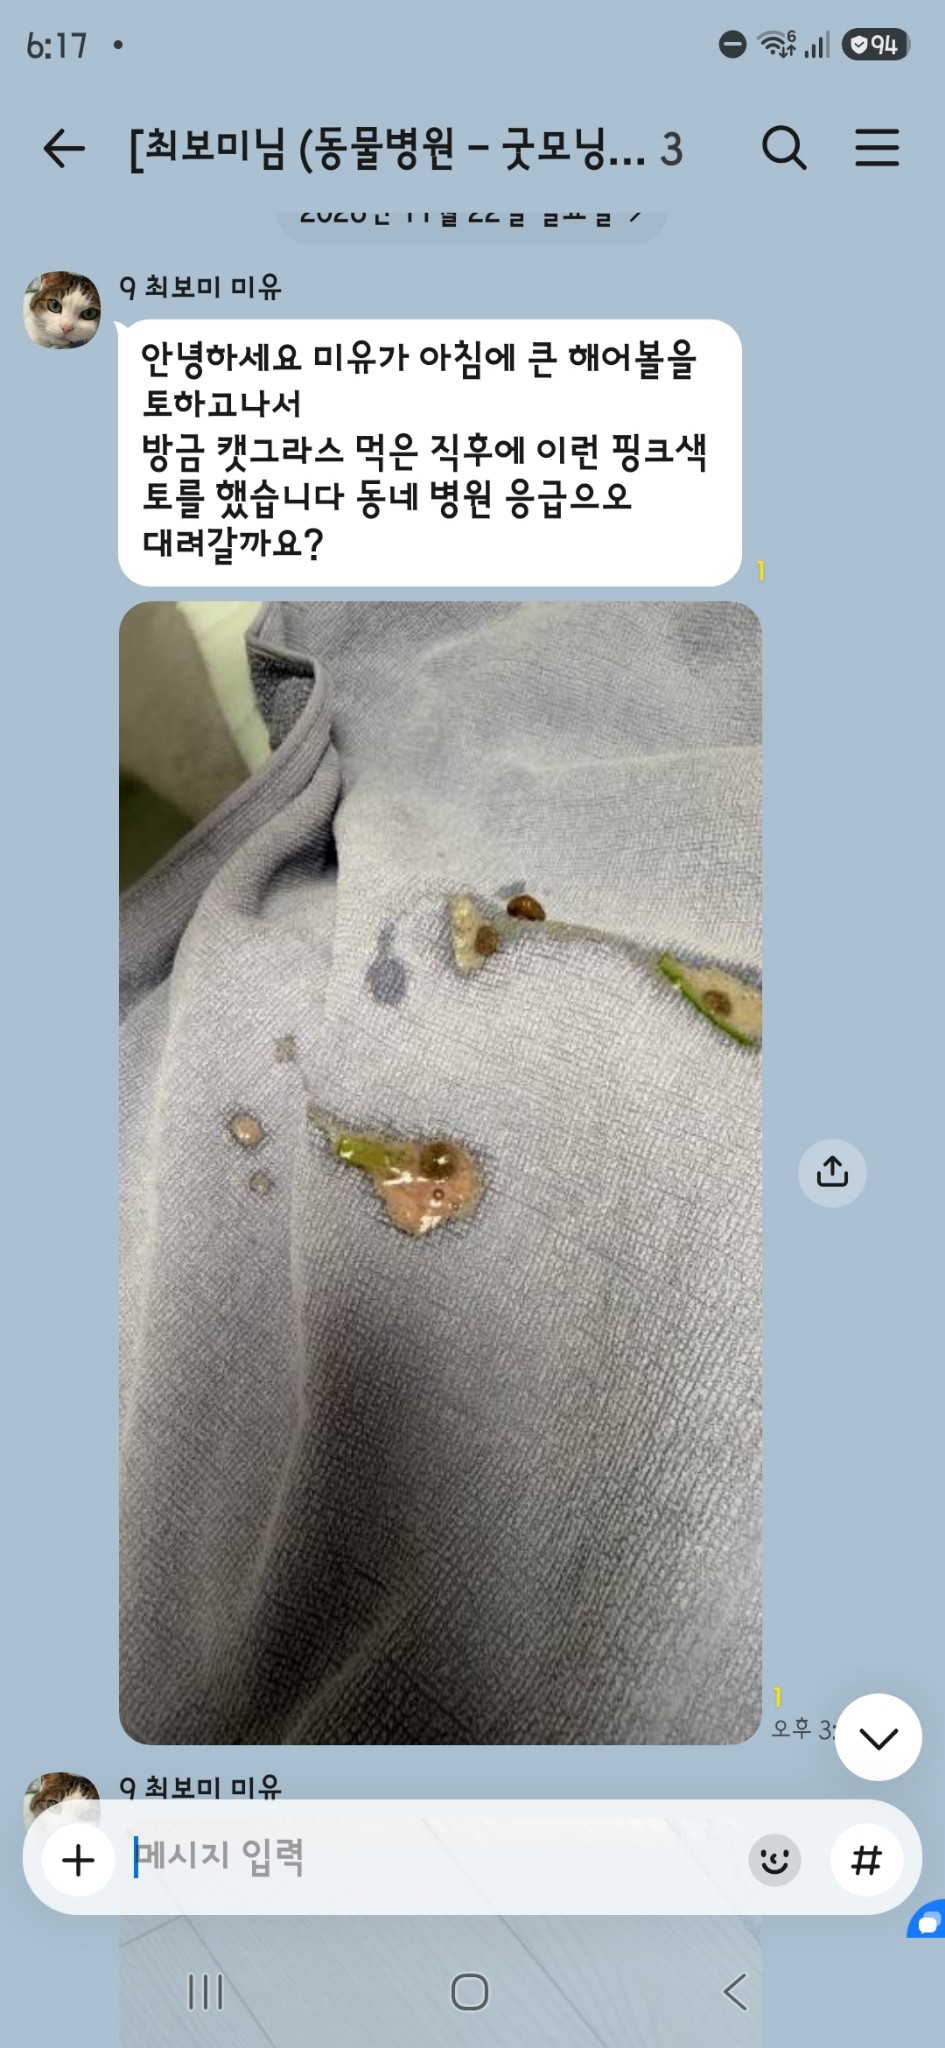 6:17
6
94
[최보미님 (동물병원 - 굿모닝... 3
9 최보미 미유
안녕하세요 미유가 아침에 큰 해어볼을
토하고나서
방금 캣그라스 먹은 직후에 이런 핑크색
토를 했습니다 동네 병원 응급으오
대려갈까요?
1
1
오후 3:
9 최보미 미유
메시지 입력